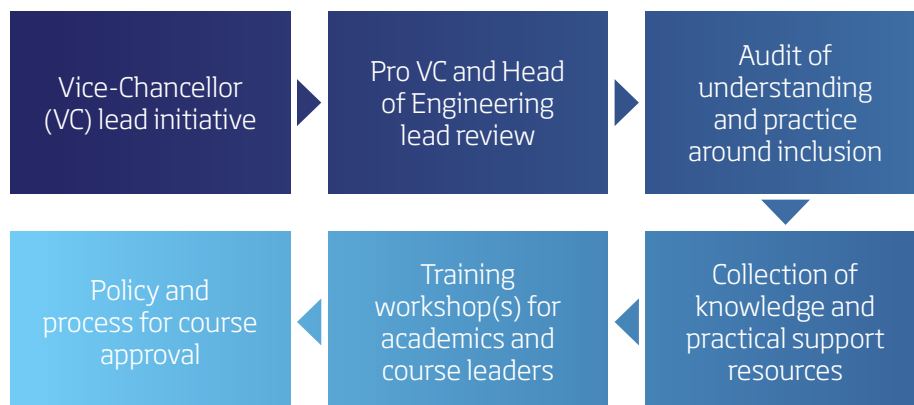 Vice-Chancellor
(VC) lead initiative
Pro VC and Head
of Engineering
lead review
Audit of
understanding
and practice
around inclusion
Collection of
knowledge and
practical support
resources
Training
workshop(s) for
academics and
course leaders
Policy and
process for course
approval